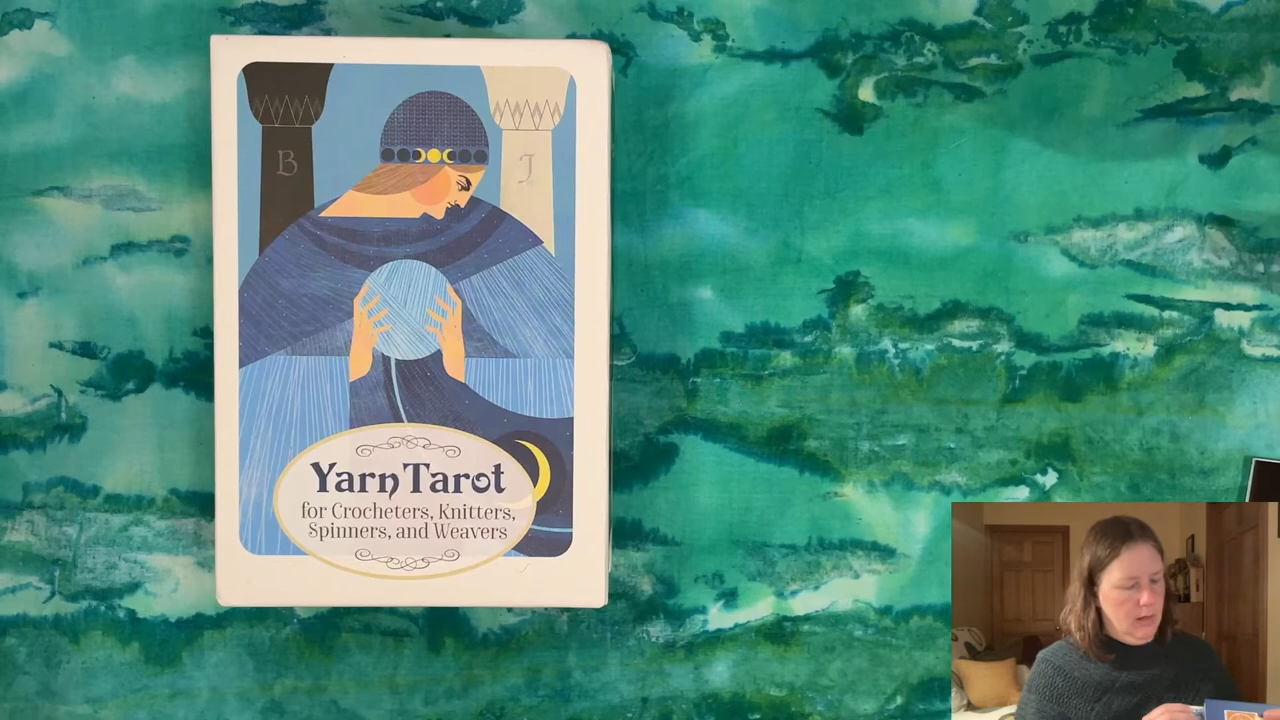 B
J
Yarn Tarot
for Crocheters, Knitters,
Spinners, and Weavers